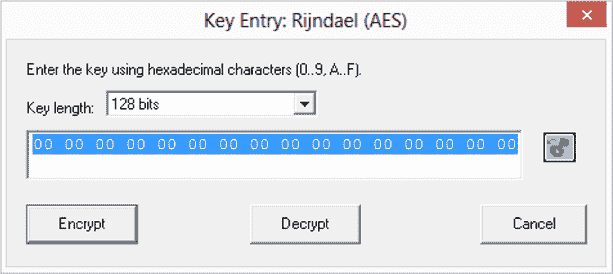 Key Entry: Rijndael (AES)
Enter the key using hexadecimal characters (0..9, A..F).
Key length: 128 bits
00 00 00 00 00 00 00 00 00 00 00 00 00 00 00 00
Encrypt Decrypt Cancel